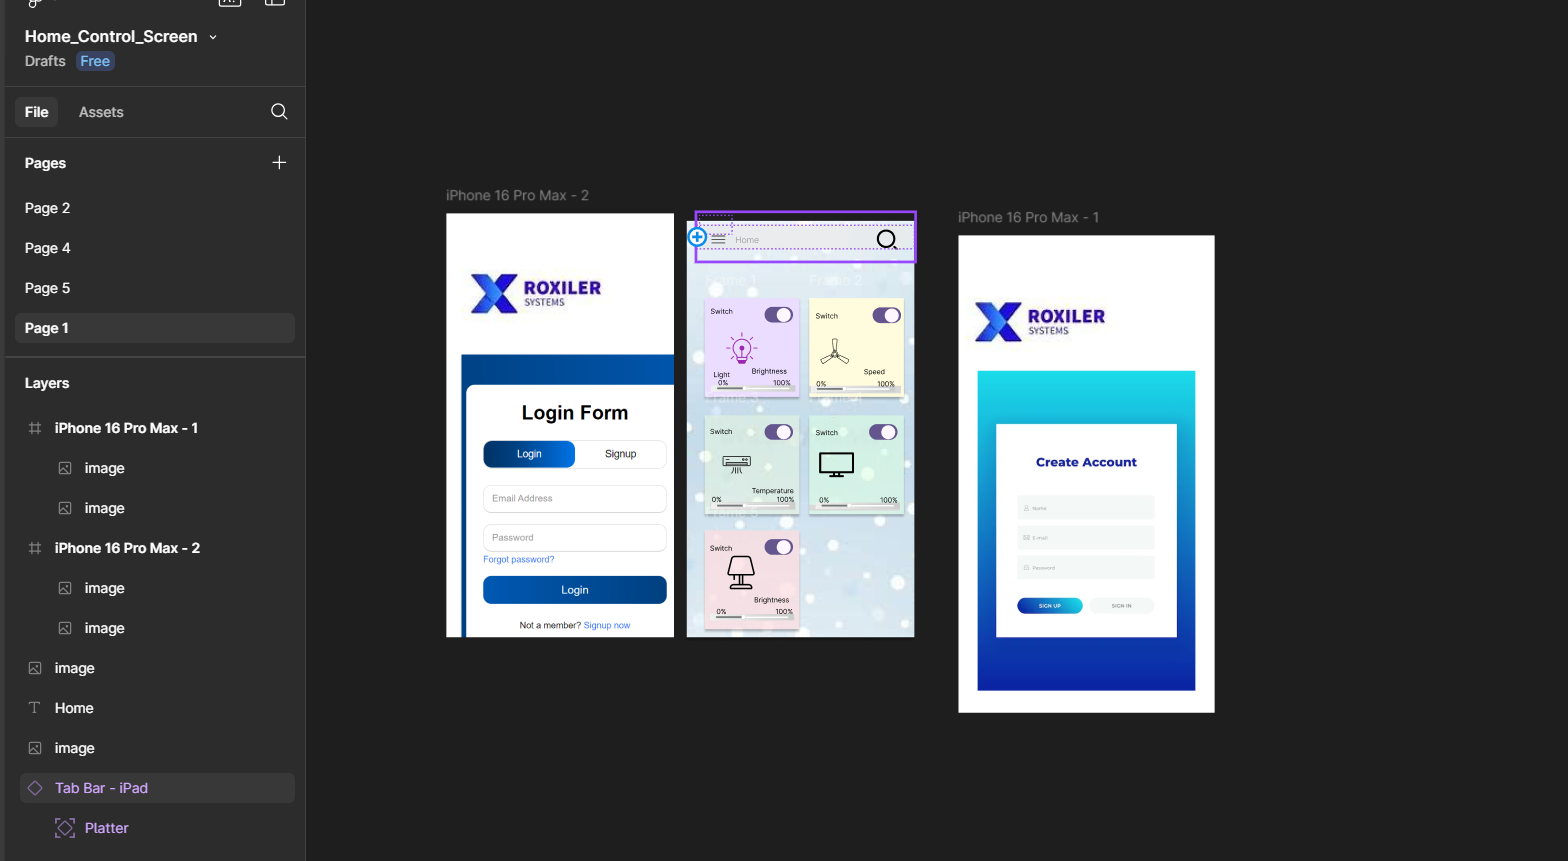 Home_Control_Screen
Drafts Free
File Assets
Pages
Page 2
Page 4
Page 5
Page 1
Layers
iPhone 16 Pro Max - 1
image
image
iPhone 16 Pro Max - 2
image
image
image
Home
image
Tab Bar - iPad
Platter
iPhone 16 Pro Max - 2
ROXILER
SYSTEMS
Login Form
Login Signup
Email Address
Password
Forgot password?
Login
Not a member? Signup now
Home
Frame 1 Frame 2
Switch
Light
Brightness
0% 100%
Switch
Speed
0% 100%
Switch
Temperature
0% 100%
Switch
0% 100%
Switch
Brightness
0% 100%
iPhone 16 Pro Max - 1
ROXILER
SYSTEMS
Create Account
Name
E-mail
Password
SIGN UP SIGN IN